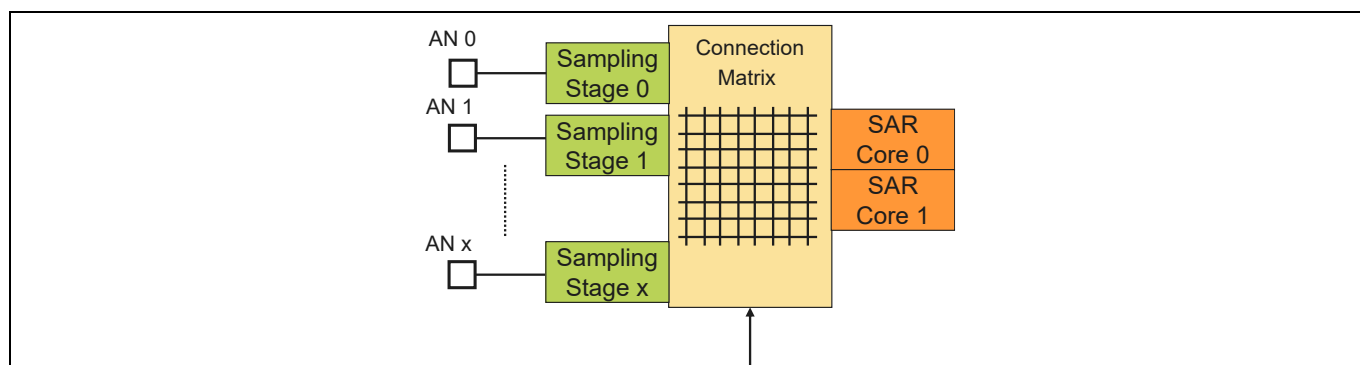 AN 0
Sampling
Stage 0
AN 1
Sampling
Stage 1
AN x
Sampling
Stage x
Connection
Matrix
SAR
Core 0
SAR
Core 1